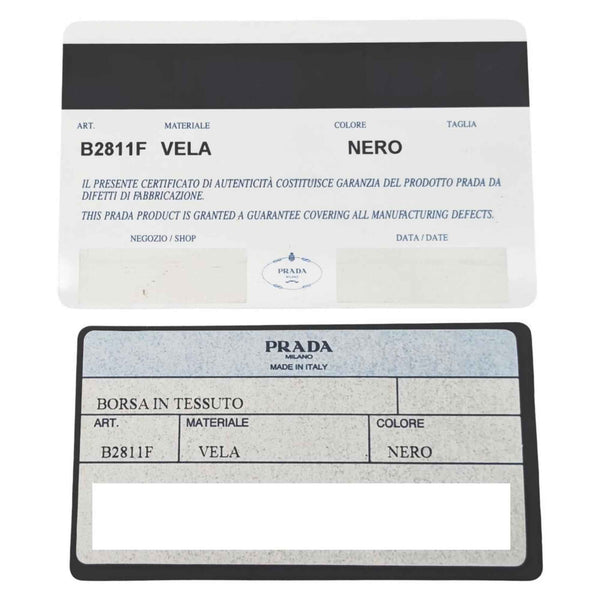 ART. MATERIALE COLORE TAGLIA
B2811F VELA NERO
IL PRESENTE CERTIFICATO DI AUTENTICITÀ COSTITUISCE GARANZIA DEL PRODOTTO PRADA DA
DIFETTI DI FABBRICAZIONE.
THIS PRADA PRODUCT IS GRANTED A GUARANTEE COVERING ALL MANUFACTURING DEFECTS.
NEGOZIO / SHOP DATA / DATE
PRADA
MILANO
PRADA
MILANO
MADE IN ITALY
BORSA IN TESSUTO
ART. MATERIALE COLORE
B2811F VELA NERO